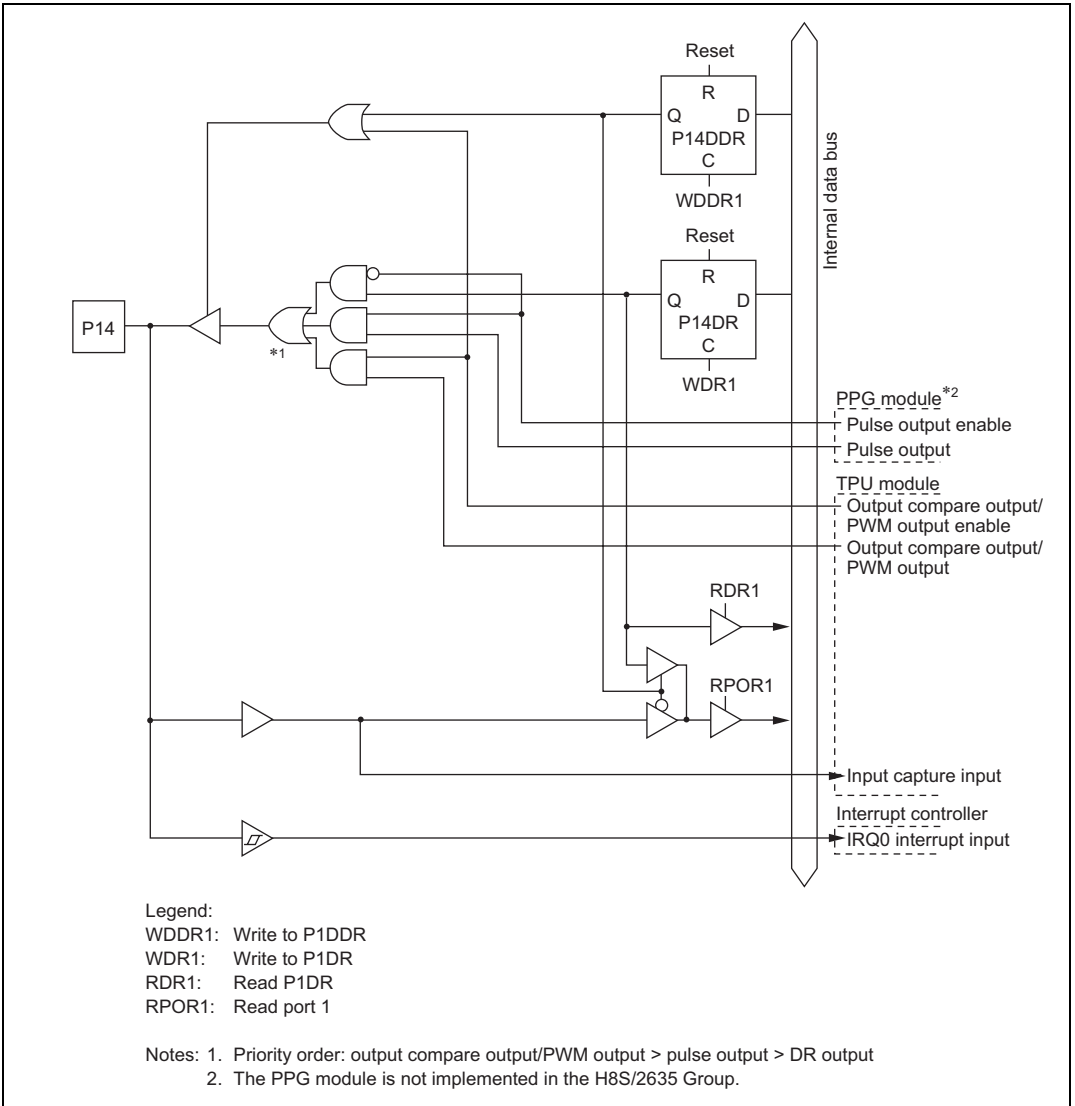 Reset
R
Q D
P14DDR
C
WDDR1
Reset
R
Q D
P14DR
C
WDR1
Internal data bus
P14
*1
PPG module*2
Pulse output enable
Pulse output
TPU module
Output compare output/
PWM output enable
Output compare output/
PWM output
RDR1
RPOR1
Input capture input
Interrupt controller
IRQ0 interrupt input
Legend:
WDDR1: Write to P1DDR
WDR1: Write to P1DR
RDR1: Read P1DR
RPOR1: Read port 1
Notes: 1. Priority order: output compare output/PWM output > pulse output > DR output
2. The PPG module is not implemented in the H8S/2635 Group.